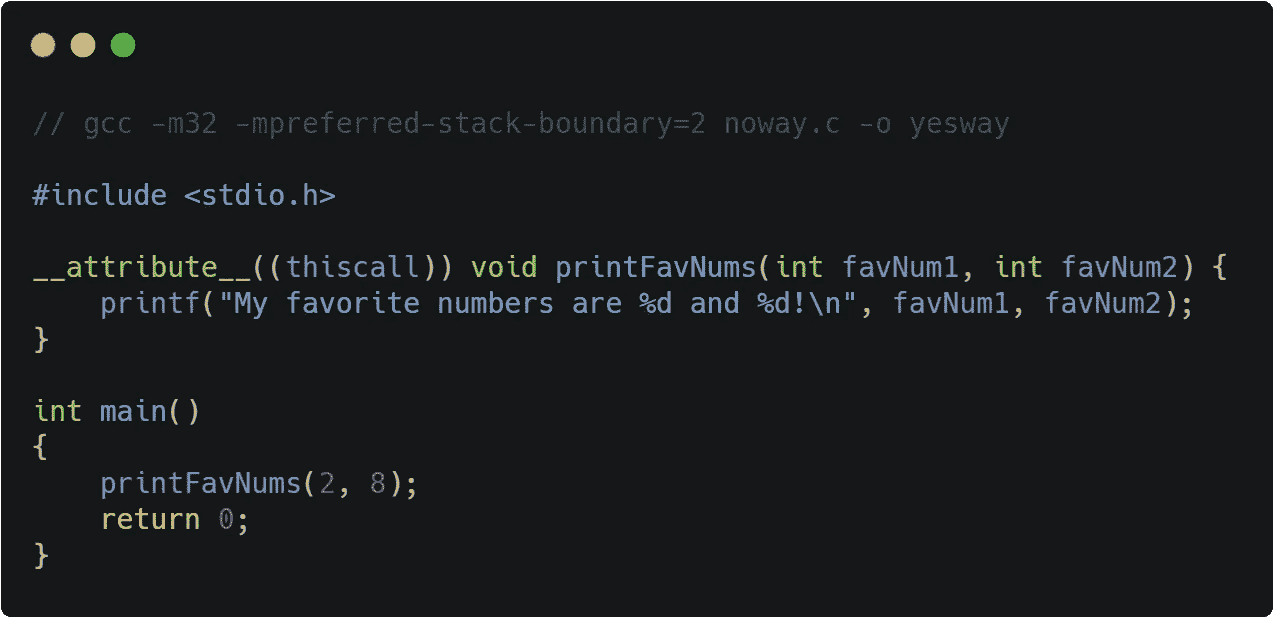 // gcc -m32 -mpreferred-stack-boundary=2 noway.c -o yesway
#include <stdio.h>
__attribute__((thiscall)) void printFavNums(int favNum1, int favNum2) {
    printf("My favorite numbers are %d and %d!\n", favNum1, favNum2);
}
int main()
{
    printFavNums(2, 8);
    return 0;
}